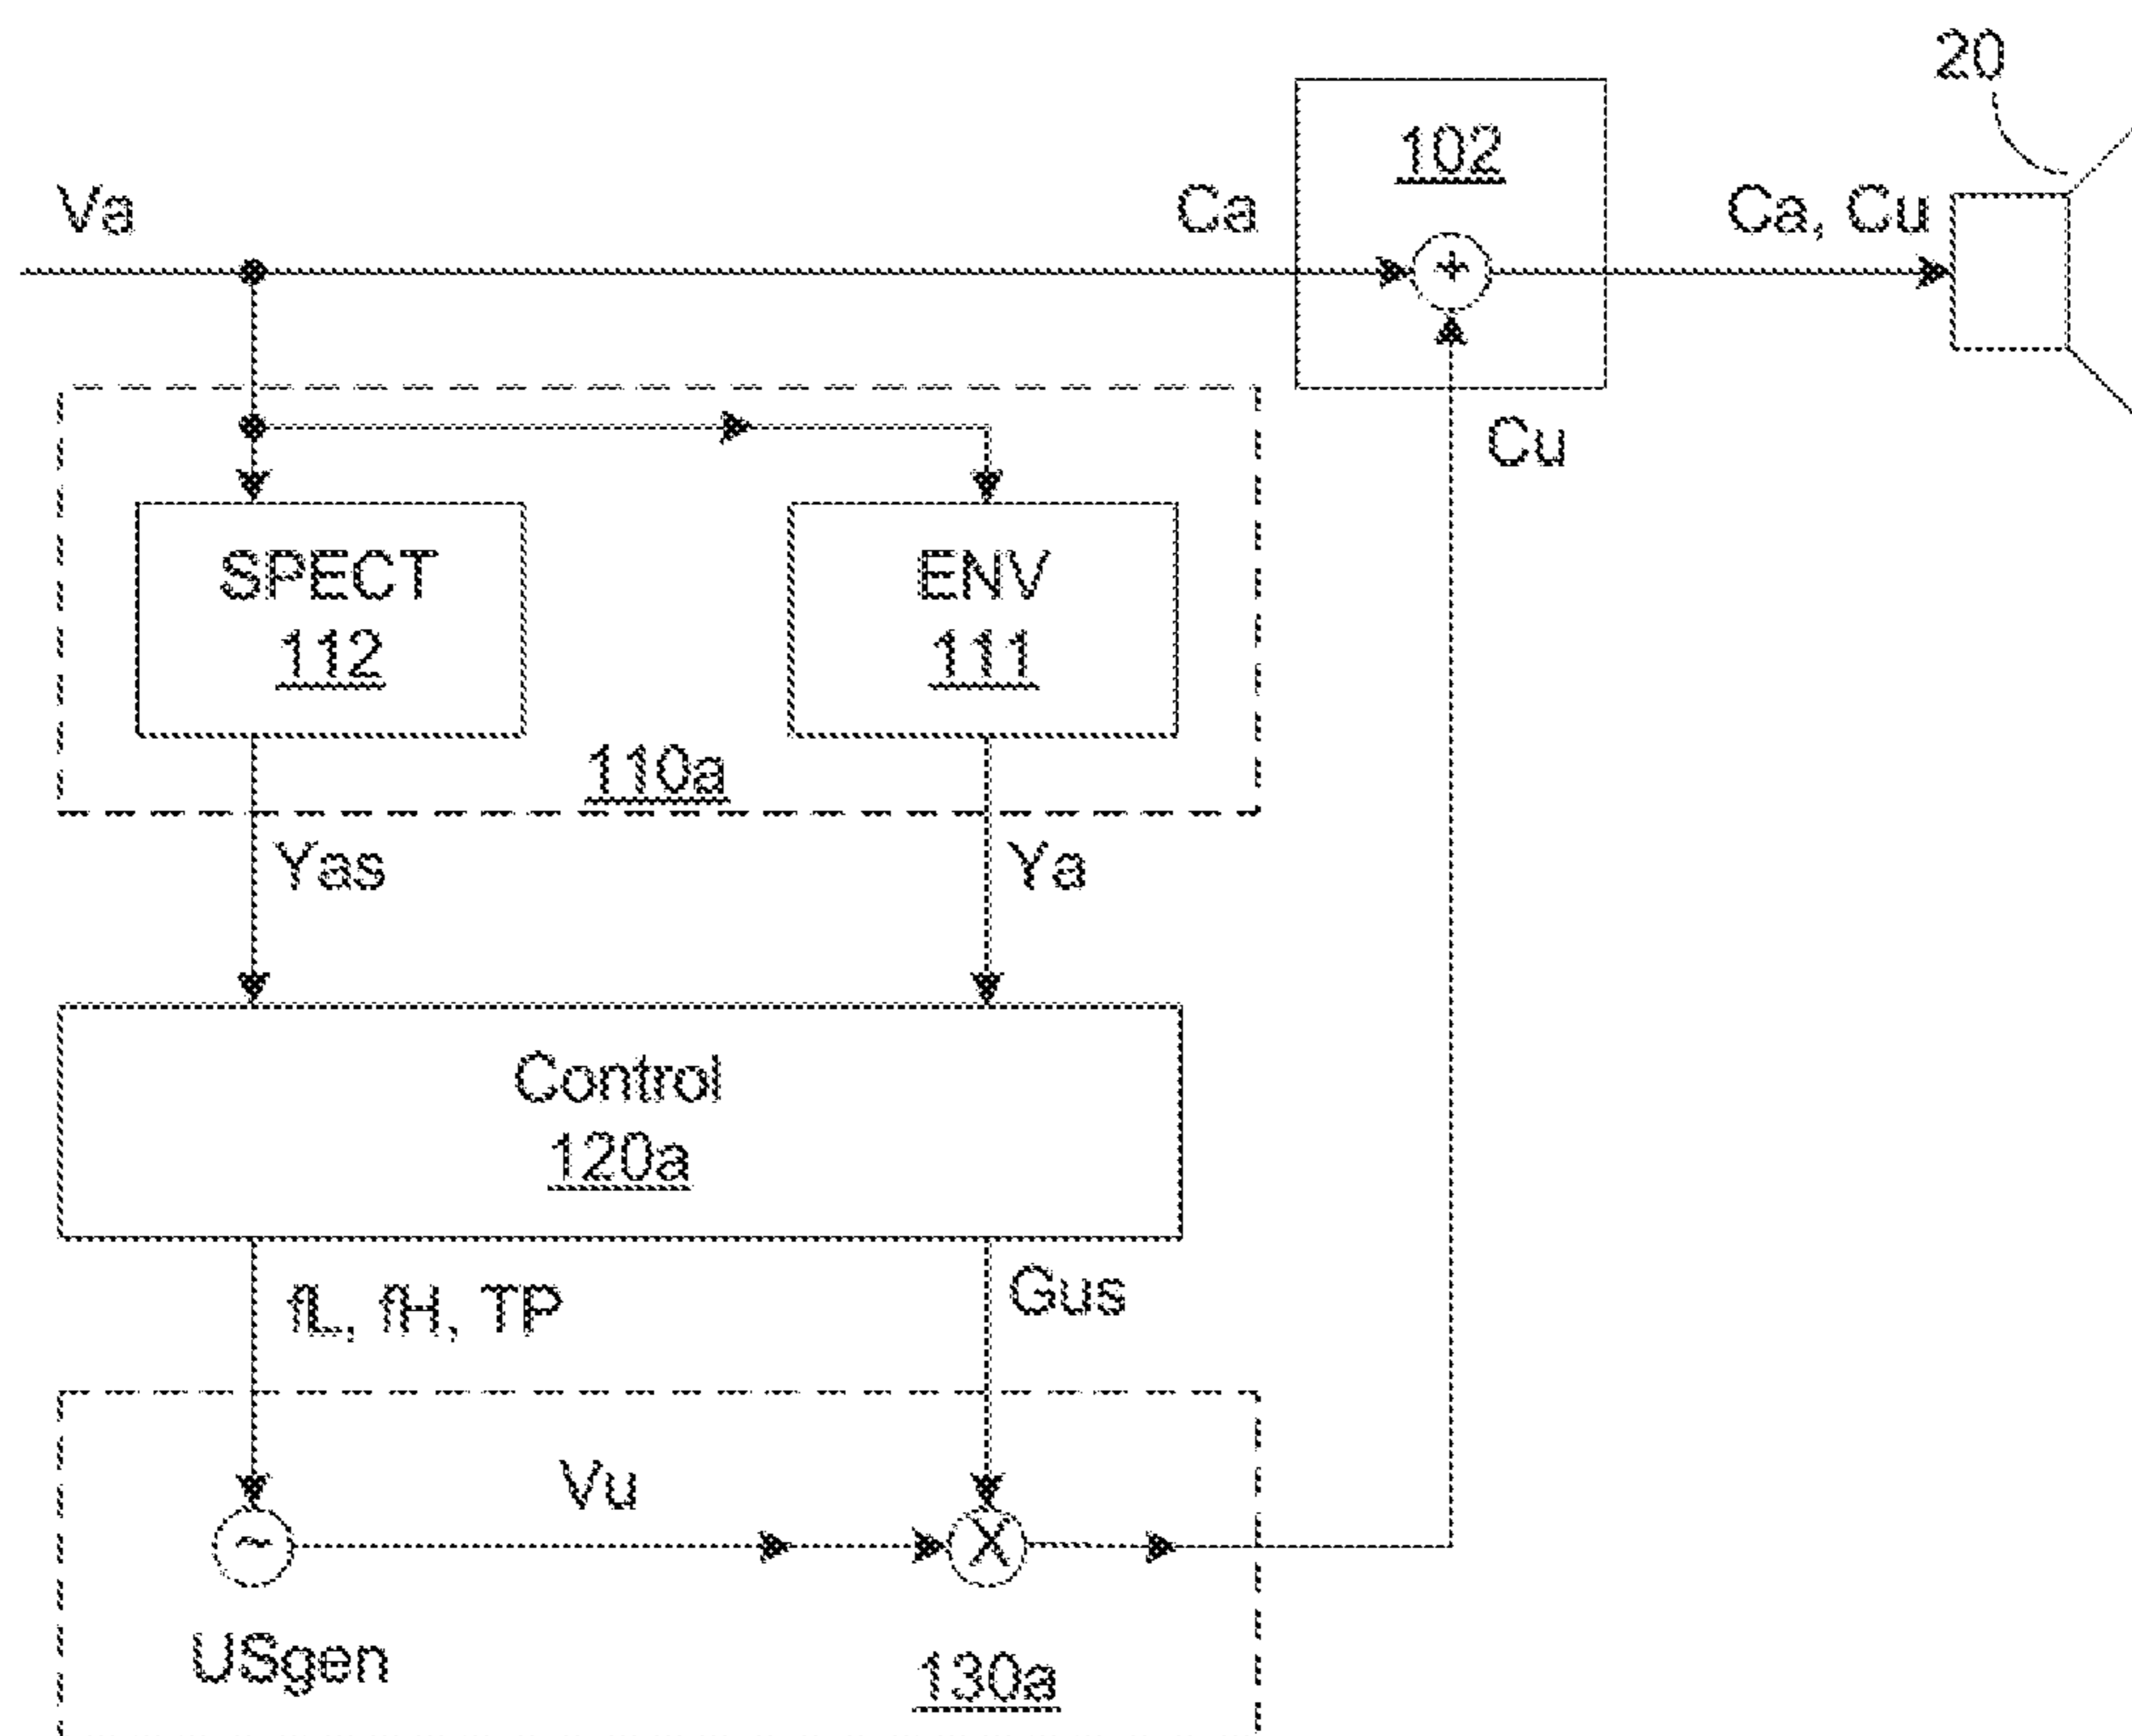 20
102
Va
Ca
Ca, Cu
+
Cu
SPECT
112
ENV
111
110a
Yas
Ya
Control
120a
fL, fH, TP
Gus
Vu
~
X
USgen
130a